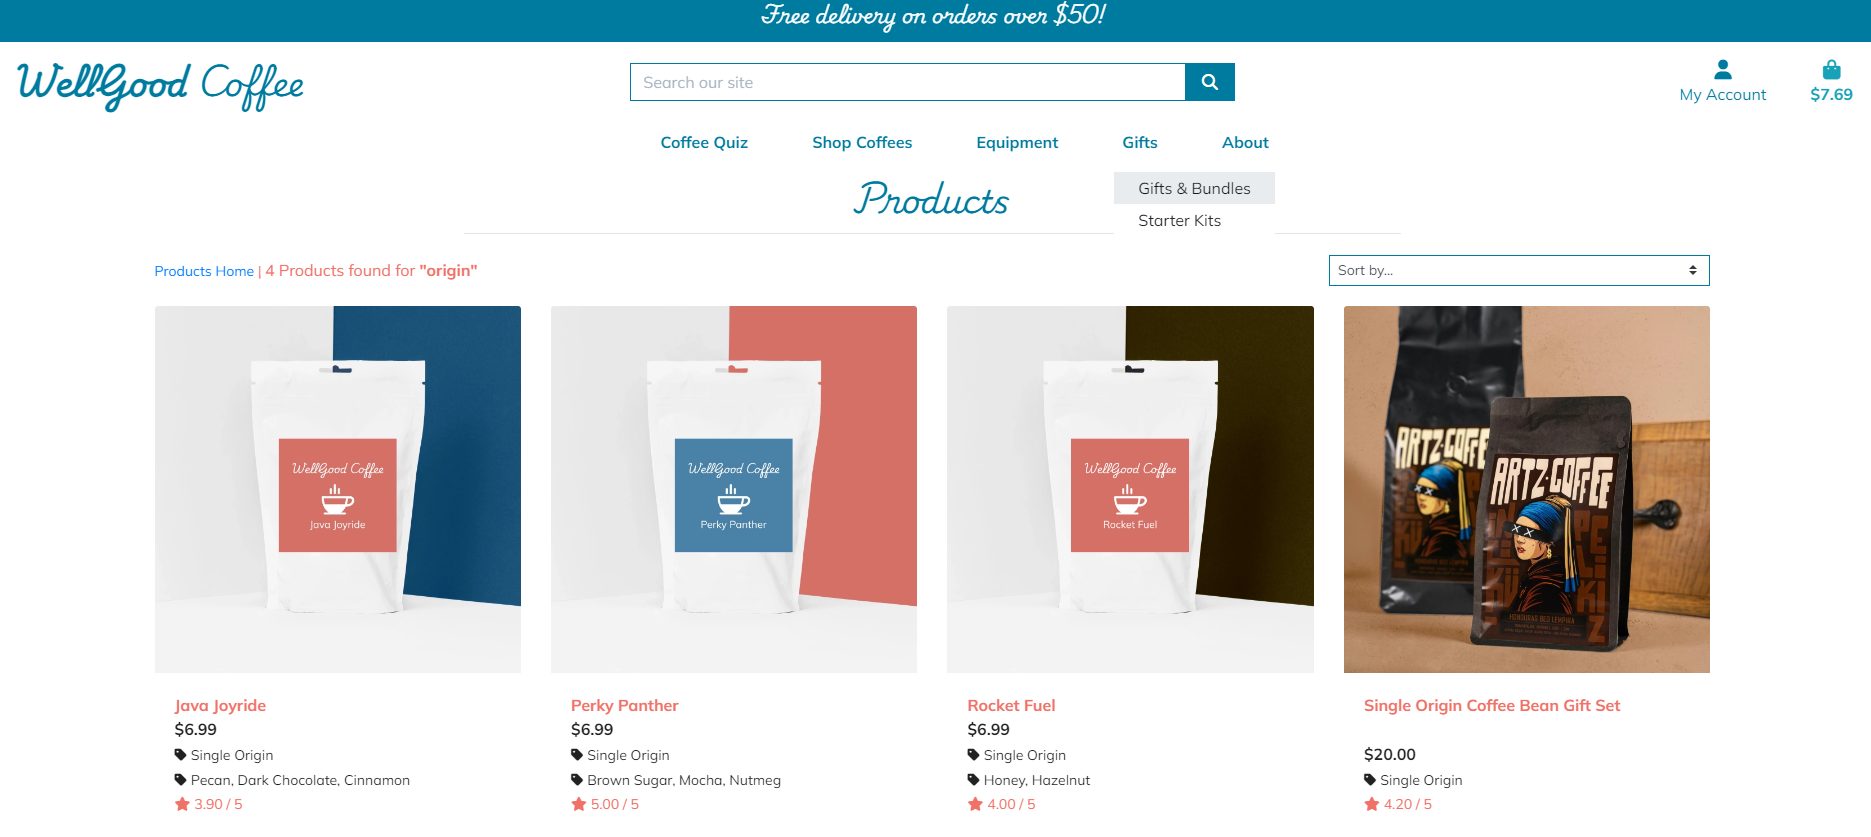 Free delivery on orders over $50!
WellGood Coffee
Search our site
My Account
$7.69
Coffee Quiz
Shop Coffees
Equipment
Gifts
About
Gifts & Bundles
Starter Kits
Products
Products Home | 4 Products found for "origin"
Sort by...
WellGood Coffee
Java Joyride
WellGood Coffee
Perky Panther
WellGood Coffee
Rocket Fuel
ARTZ-COFFEE
ARTZ-COFFEE
HONDURAS BEG LEMPIRA
Java Joyride
$6.99
Single Origin
Pecan, Dark Chocolate, Cinnamon
3.90 / 5
Perky Panther
$6.99
Single Origin
Brown Sugar, Mocha, Nutmeg
5.00 / 5
Rocket Fuel
$6.99
Single Origin
Honey, Hazelnut
4.00 / 5
Single Origin Coffee Bean Gift Set
$20.00
Single Origin
4.20 / 5